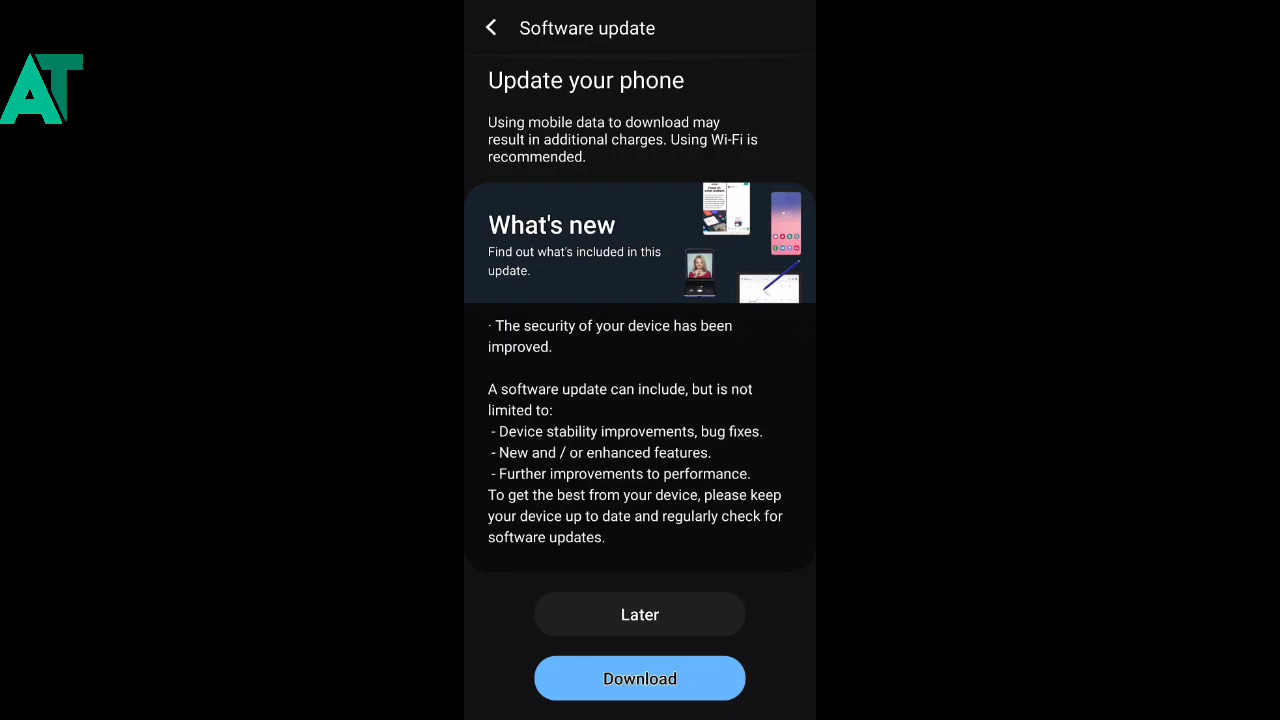 AT
Software update
Update your phone
Using mobile data to download may
result in additional charges. Using Wi-Fi is
recommended.
What's new
Find out what's included in this
update.
· The security of your device has been
improved.
A software update can include, but is not
limited to:
- Device stability improvements, bug fixes.
- New and / or enhanced features.
- Further improvements to performance.
To get the best from your device, please keep
your device up to date and regularly check for
software updates.
Later
Download